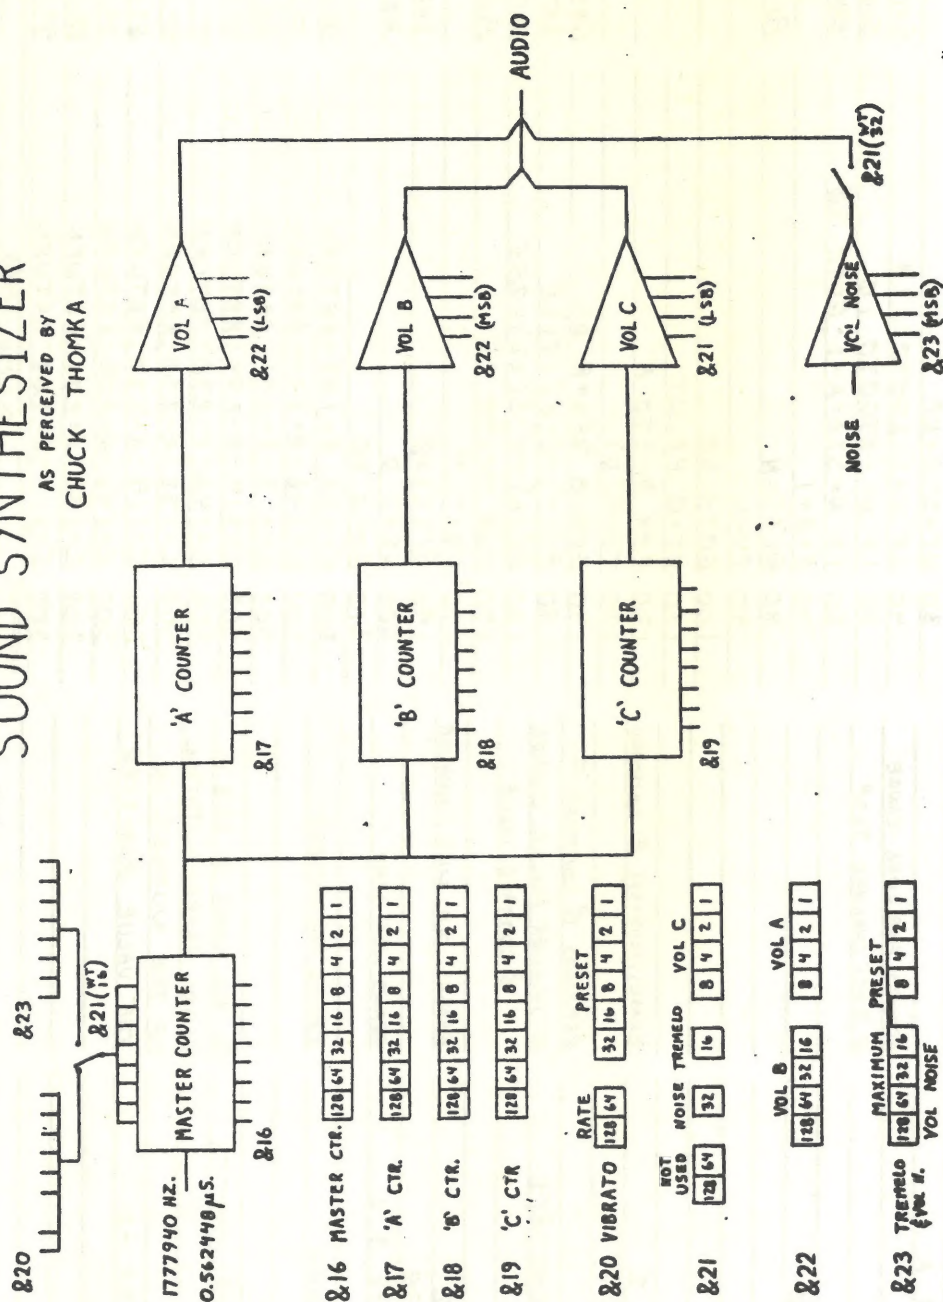 SOUND SYNTHESIZER
AS PERCEIVED BY
CHUCK THOMKA
&20
&23
&21 (WT 16)
1777940 HZ.
0.562448 µS.
MASTER COUNTER
&16
'A' COUNTER
&17
VOL A
&22 (LSB)
'B' COUNTER
&18
VOL B
&22 (MSB)
'C' COUNTER
&19
VOL C
&21 (LSB)
AUDIO
NOISE
VOL NOISE
&23 (MSB)
&21 (WT 32)
&16 MASTER CTR. 128 64 32 16 8 4 2 1
&17 'A' CTR. 128 64 32 16 8 4 2 1
&18 'B' CTR. 128 64 32 16 8 4 2 1
&19 'C' CTR 128 64 32 16 8 4 2 1
RATE PRESET
&20 VIBRATO 128 64 32 16 8 4 2 1
NOT USED NOISE TREMELO VOL C
&21 128 64 32 16 8 4 2 1
VOL B VOL A
&22 128 64 32 16 8 4 2 1
MAXIMUM PRESET
&23 TREMELO 128 64 32 16 8 4 2 1
& VOL N. VOL NOISE